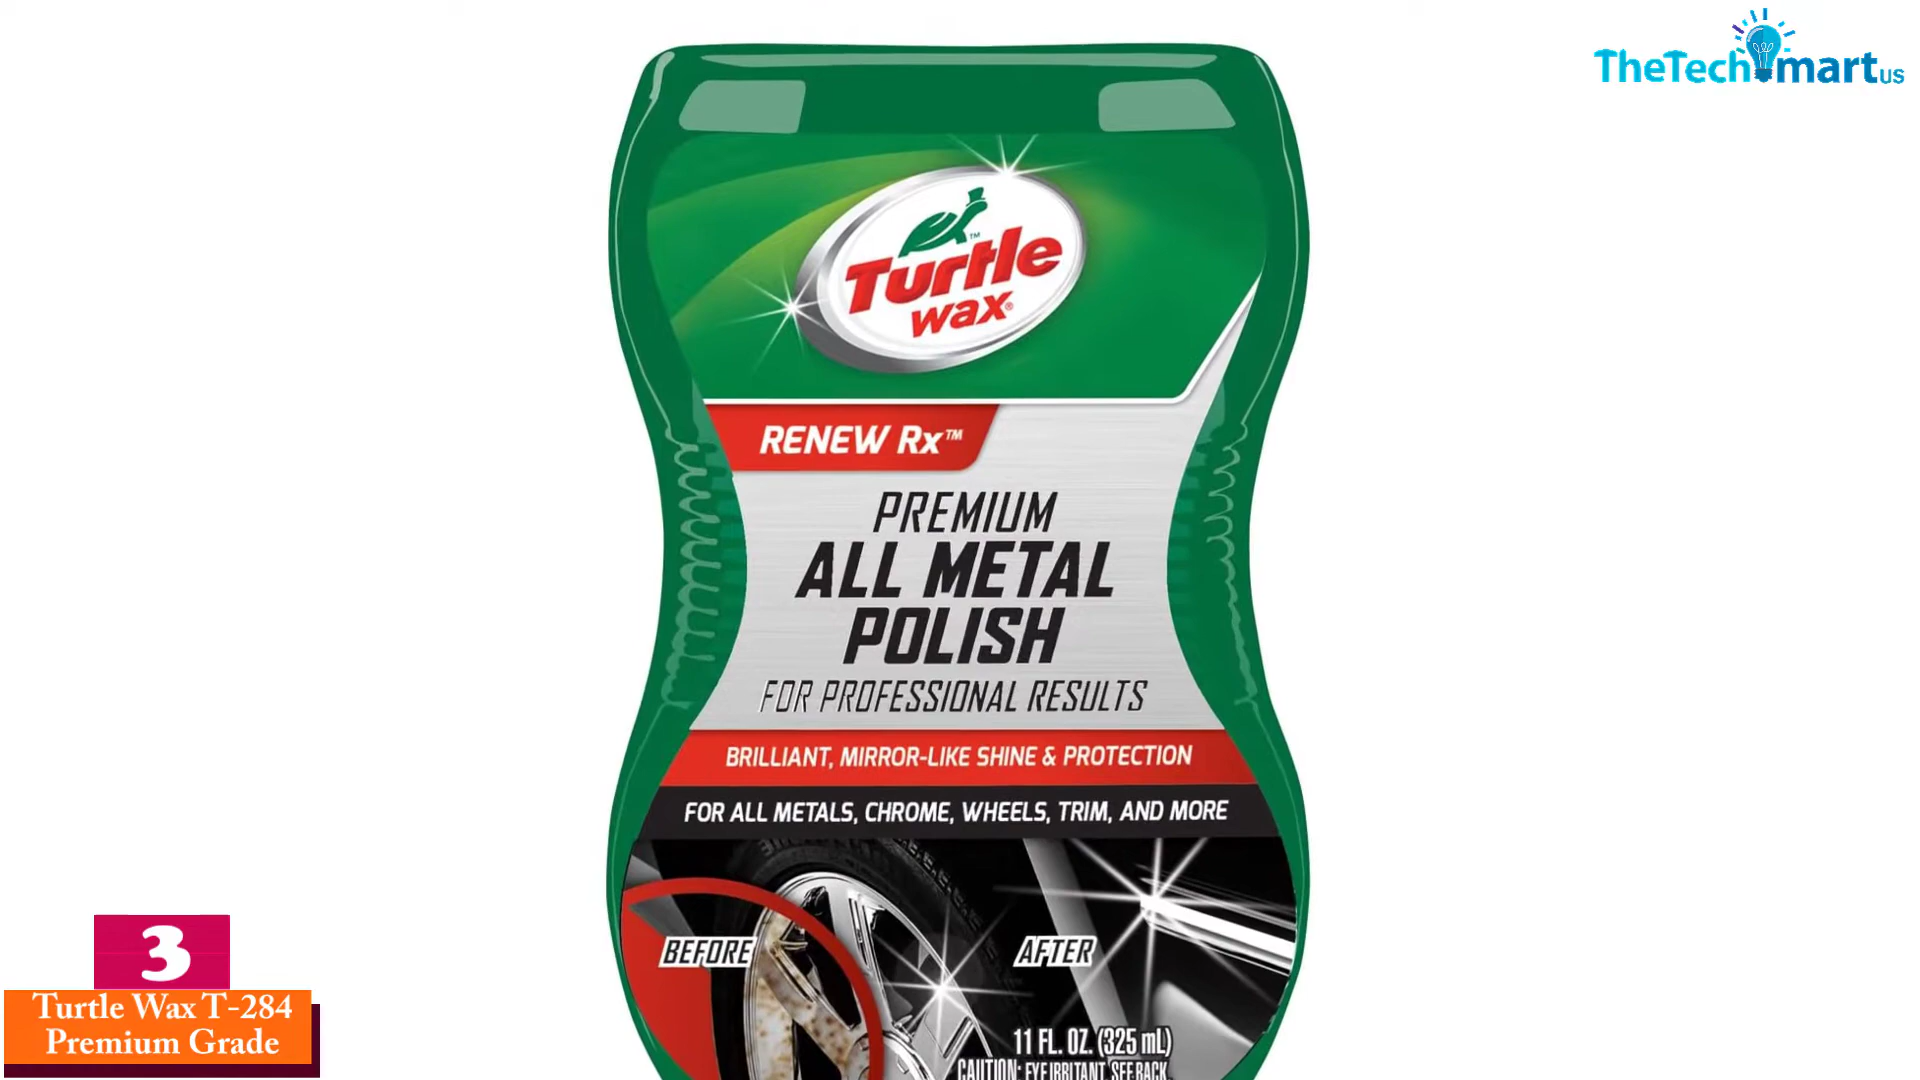 TheTechmartus
TM
Turtle
wax®
RENEW Rx™
PREMIUM
ALL METAL
POLISH
FOR PROFESSIONAL RESULTS
BRILLIANT, MIRROR-LIKE SHINE & PROTECTION
FOR ALL METALS, CHROME, WHEELS, TRIM, AND MORE
BEFORE
AFTER
11 FL. OZ. (325 mL)
CAUTION: EYE IRRITANT. SEE BACK
3
Turtle Wax T-284
Premium Grade